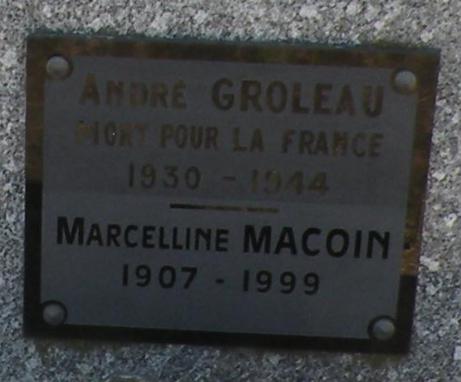 ANDRÉ GROLEAU
MORT POUR LA FRANCE
1930 - 1944
MARCELLINE MACOIN
1907 - 1999